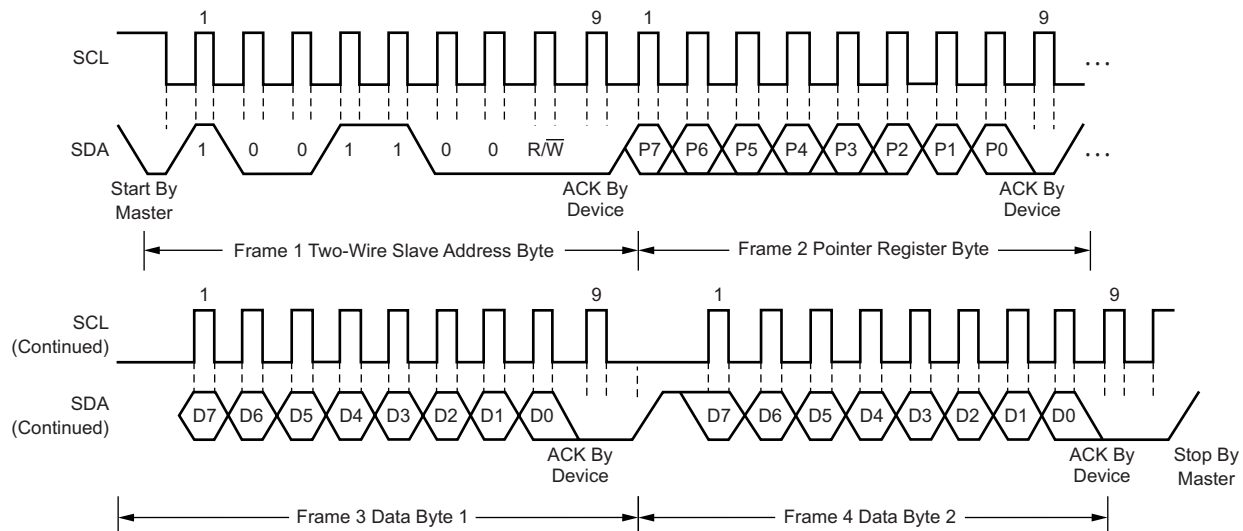 1 9 1 9
SCL ...
SDA 1 0 0 1 1 0 0 R/W̅ P7 P6 P5 P4 P3 P2 P1 P0 ...
Start By Master
ACK By Device
ACK By Device
Frame 1 Two-Wire Slave Address Byte
Frame 2 Pointer Register Byte
1 9 1 9
SCL (Continued)
SDA (Continued) D7 D6 D5 D4 D3 D2 D1 D0 D7 D6 D5 D4 D3 D2 D1 D0
ACK By Device
ACK By Device
Stop By Master
Frame 3 Data Byte 1
Frame 4 Data Byte 2